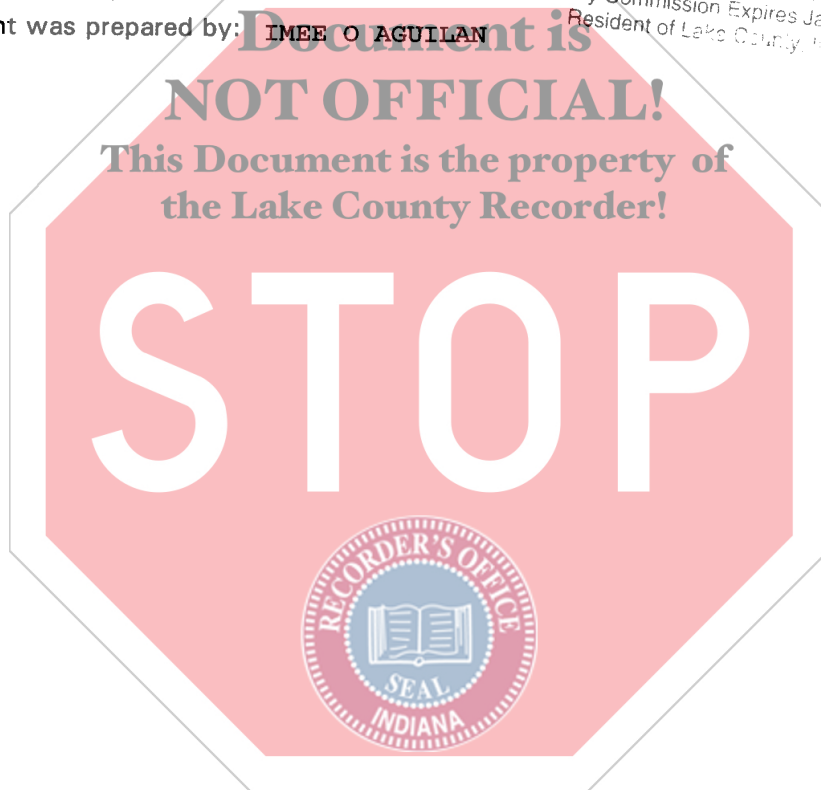 y Commission Expires Ja
nt was prepared by: IMEE O AGUILAN
Resident of Lake County,
Document is
NOT OFFICIAL!
This Document is the property of
the Lake County Recorder!
STOP
RECORDER'S OFFICE
SEAL
INDIANA